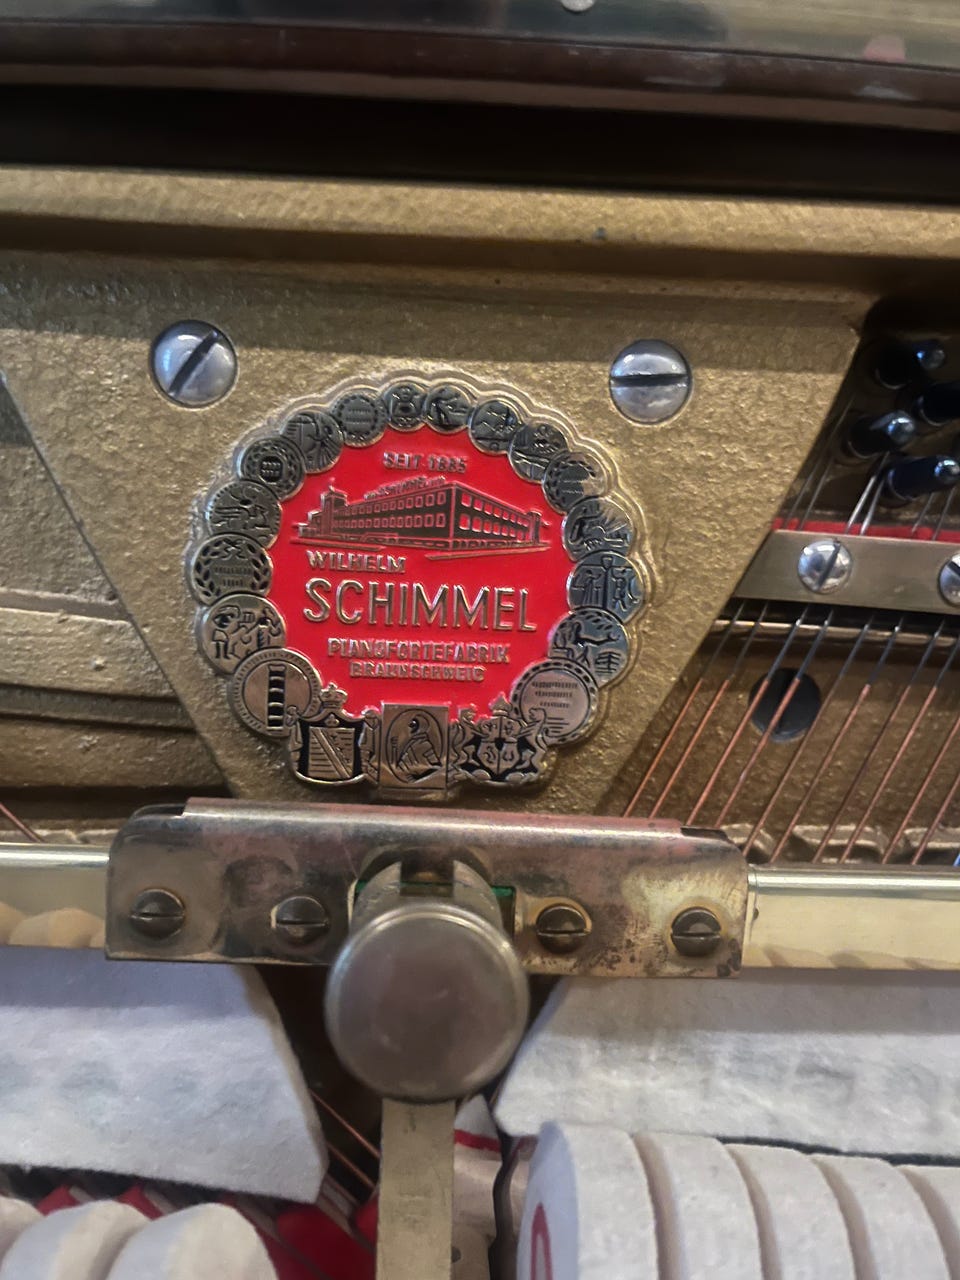 SEIT 1885
WILHELM
SCHIMMEL
PIANOFORTEFABRIK
BRAUNSCHWEIG